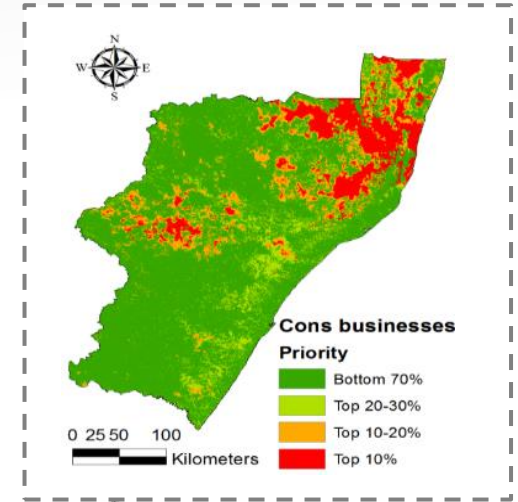 N
W E
S
Cons businesses
Priority
Bottom 70%
Top 20-30%
Top 10-20%
Top 10%
0 25 50 100
Kilometers